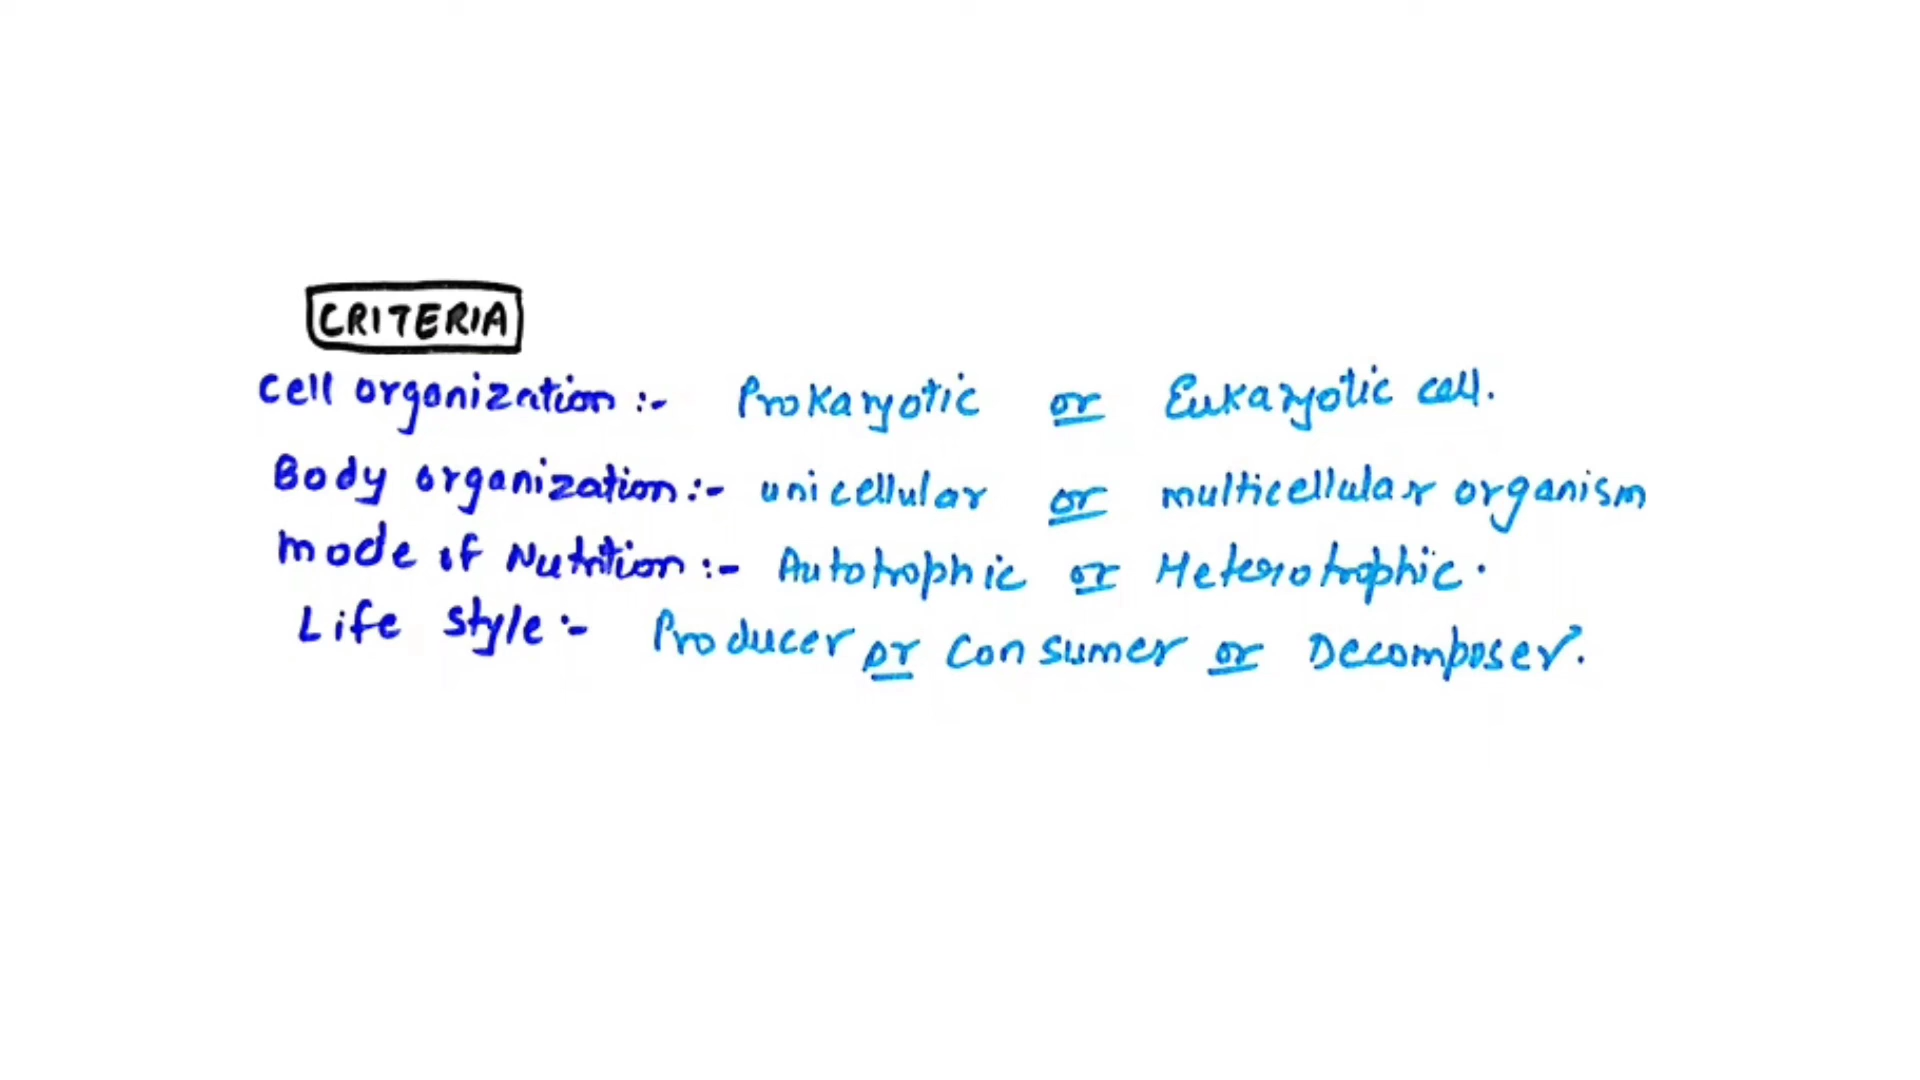 CRITERIA
Cell organization :- Prokaryotic or Eukaryotic cell.
Body organization :- unicellular or multicellular organism
Mode of Nutrition :- Autotrophic or Heterotrophic.
Life style :- Producer or Consumer or Decomposer.